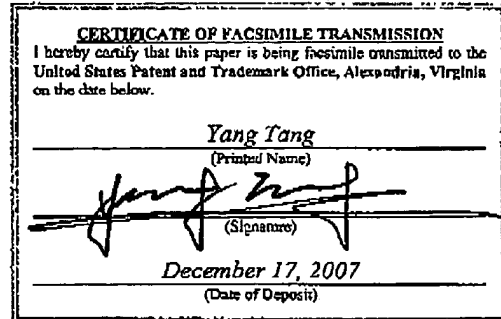 CERTIFICATE OF FACSIMILE TRANSMISSION
I hereby certify that this paper is being facsimile transmitted to the
United States Patent and Trademark Office, Alexandria, Virginia
on the date below.
Yang Tang
(Printed Name)
Yang Tang
(Signature)
December 17, 2007
(Date of Deposit)